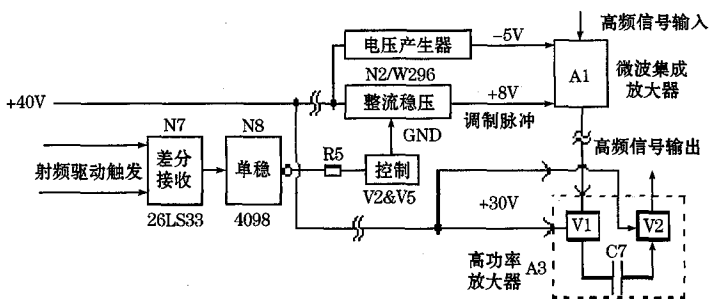 高频信号输入
电压产生器
-5V
A1
微波集成
放大器
N2/W296
+40V
整流稳压
+8V
调制脉冲
GND
N7
N8
射频驱动触发
差分
接收
单稳
R5
控制
26LS33
4098
V2&V5
高频信号输出
+30V
V1
V2
C7
高功率
放大器
A3